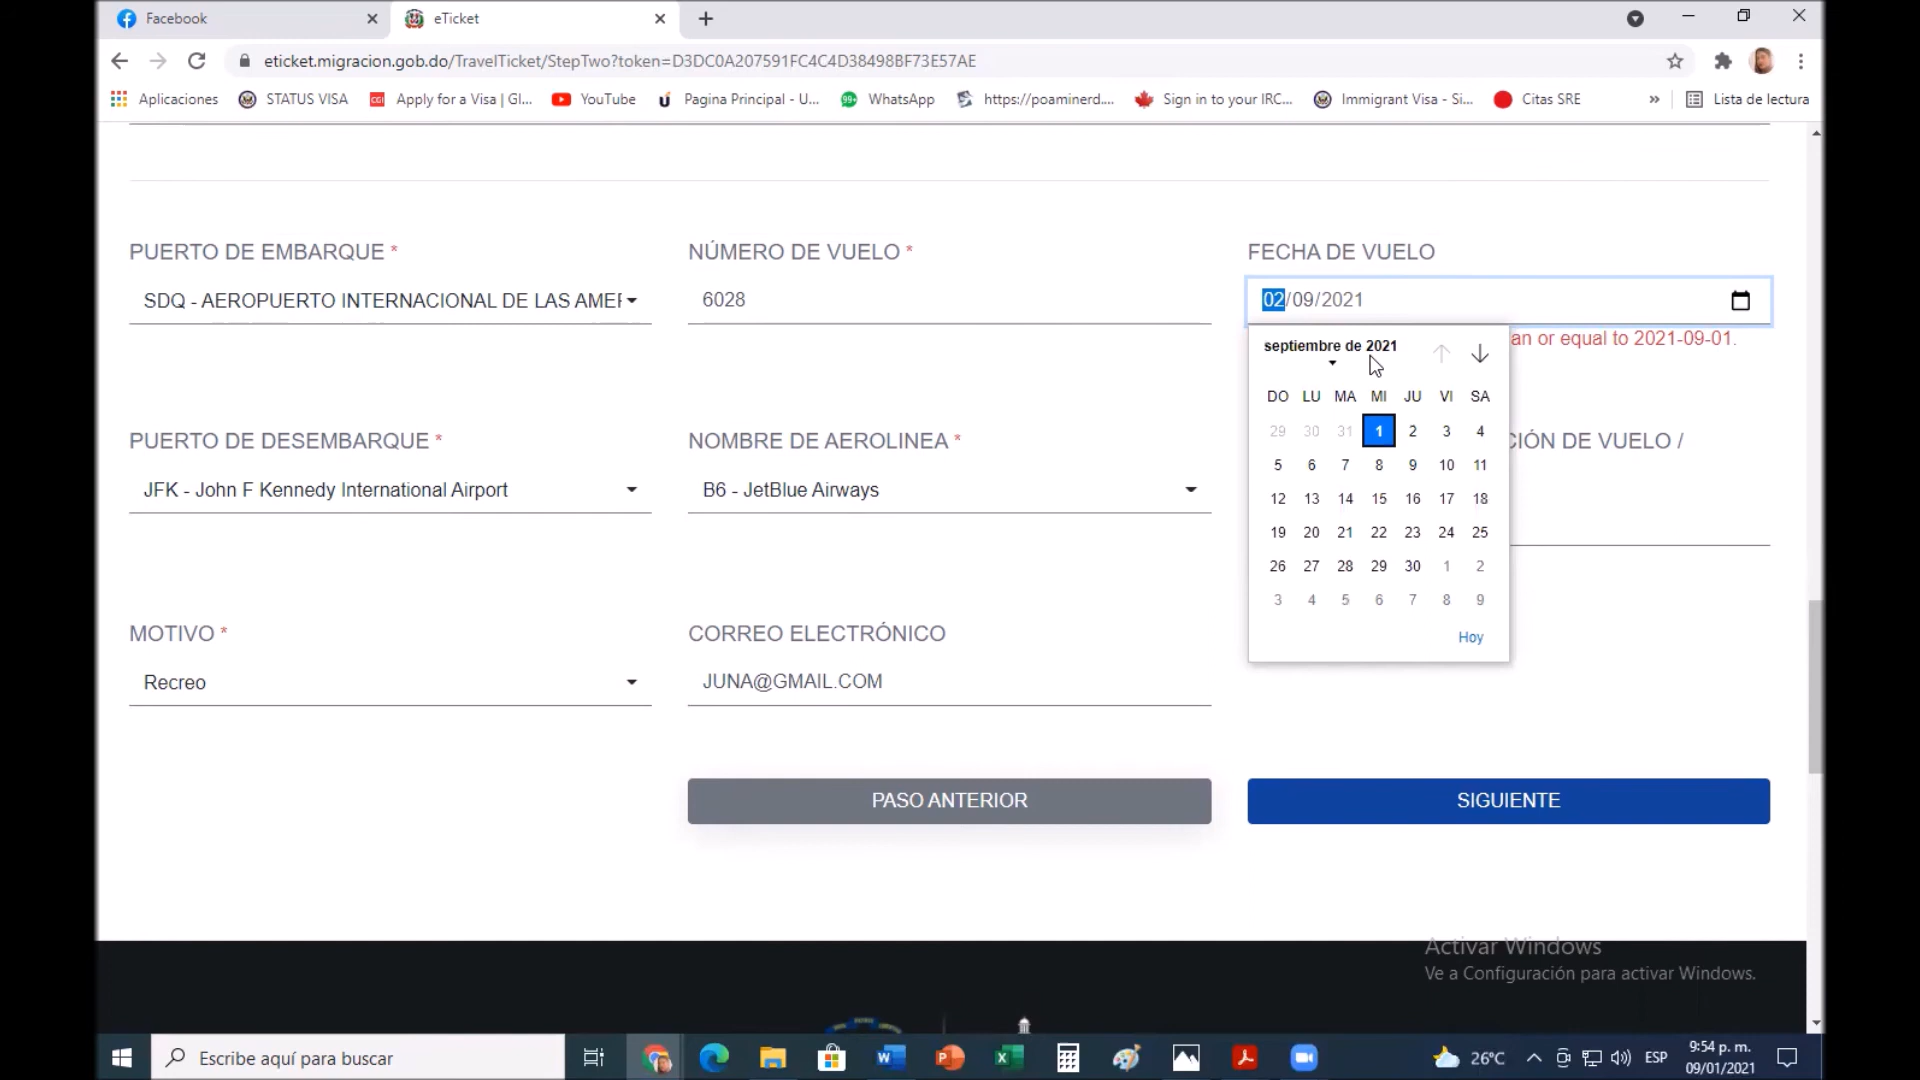 Facebook
eTicket
eticket.migracion.gob.do/TravelTicket/StepTwo?token=D3DC0A207591FC4C4D38498BF73E57AE
Aplicaciones
STATUS VISA
CGI
Apply for a Visa | Gl...
YouTube
Pagina Principal - U...
99+
WhatsApp
https://poaminerd....
Sign in to your IRC...
Immigrant Visa - Si...
Citas SRE
»
Lista de lectura
PUERTO DE EMBARQUE *
NÚMERO DE VUELO *
FECHA DE VUELO
SDQ - AEROPUERTO INTERNACIONAL DE LAS AMER
6028
02/09/2021
an or equal to 2021-09-01.
septiembre de 2021
DO LU MA MI JU VI SA
29 30 31 1 2 3 4
5 6 7 8 9 10 11
12 13 14 15 16 17 18
19 20 21 22 23 24 25
26 27 28 29 30 1 2
3 4 5 6 7 8 9
Hoy
PUERTO DE DESEMBARQUE *
NOMBRE DE AEROLINEA *
CIÓN DE VUELO /
JFK - John F Kennedy International Airport
B6 - JetBlue Airways
MOTIVO *
CORREO ELECTRÓNICO
Recreo
JUNA@GMAIL.COM
PASO ANTERIOR
SIGUIENTE
Activar Windows
Ve a Configuración para activar Windows.
Escribe aquí para buscar
26°C
ESP
9:54 p. m.
09/01/2021